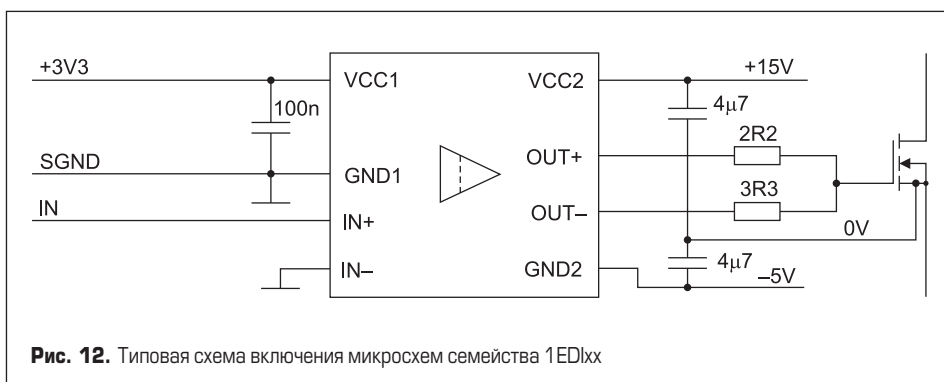 +3V3
VCC1
VCC2
+15V
100n
4µ7
2R2
OUT+
SGND
GND1
3R3
IN
IN+
OUT–
0V
IN–
GND2
4µ7
–5V
Рис. 12. Типовая схема включения микросхем семейства 1EDIxx